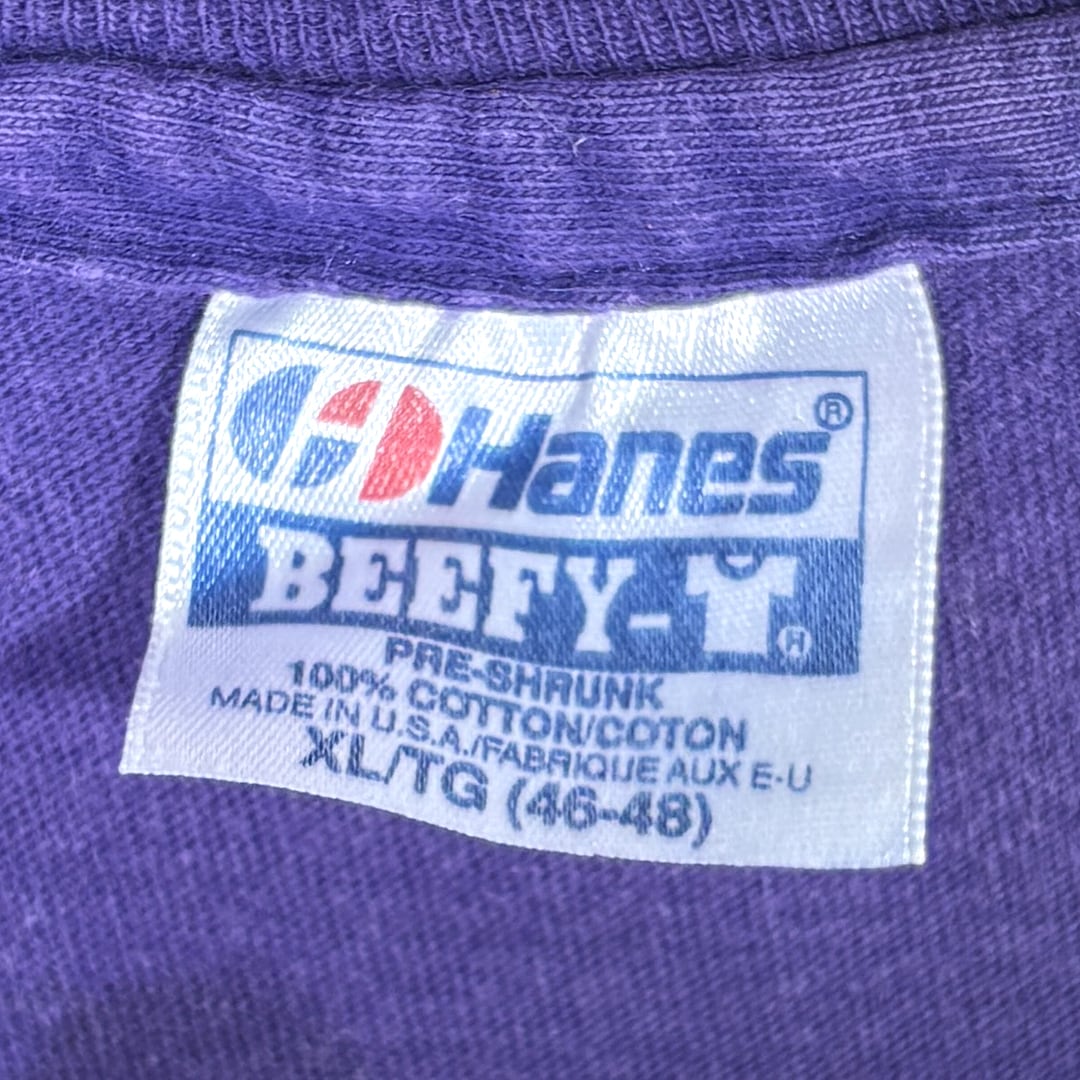 Hanes®
BEEFY-T®
PRE-SHRUNK
100% COTTON/COTON
MADE IN U.S.A./FABRIQUE AUX E-U
XL/TG (46-48)